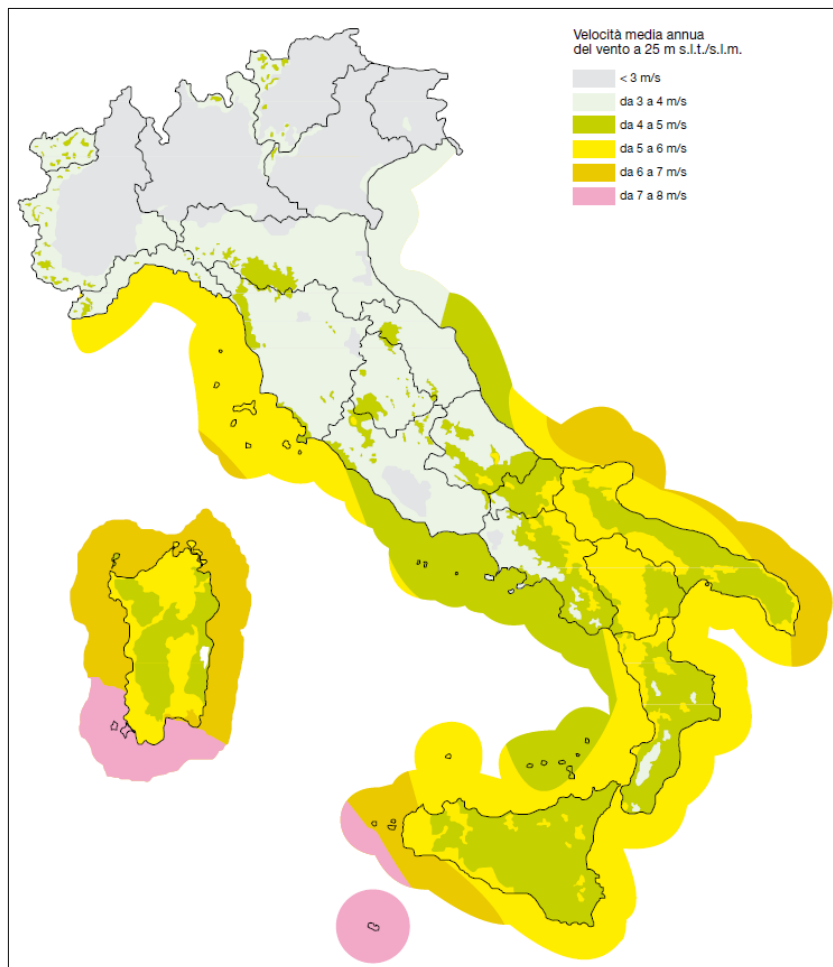 Velocità media annua
del vento a 25 m s.l.t./s.l.m.
< 3 m/s
da 3 a 4 m/s
da 4 a 5 m/s
da 5 a 6 m/s
da 6 a 7 m/s
da 7 a 8 m/s